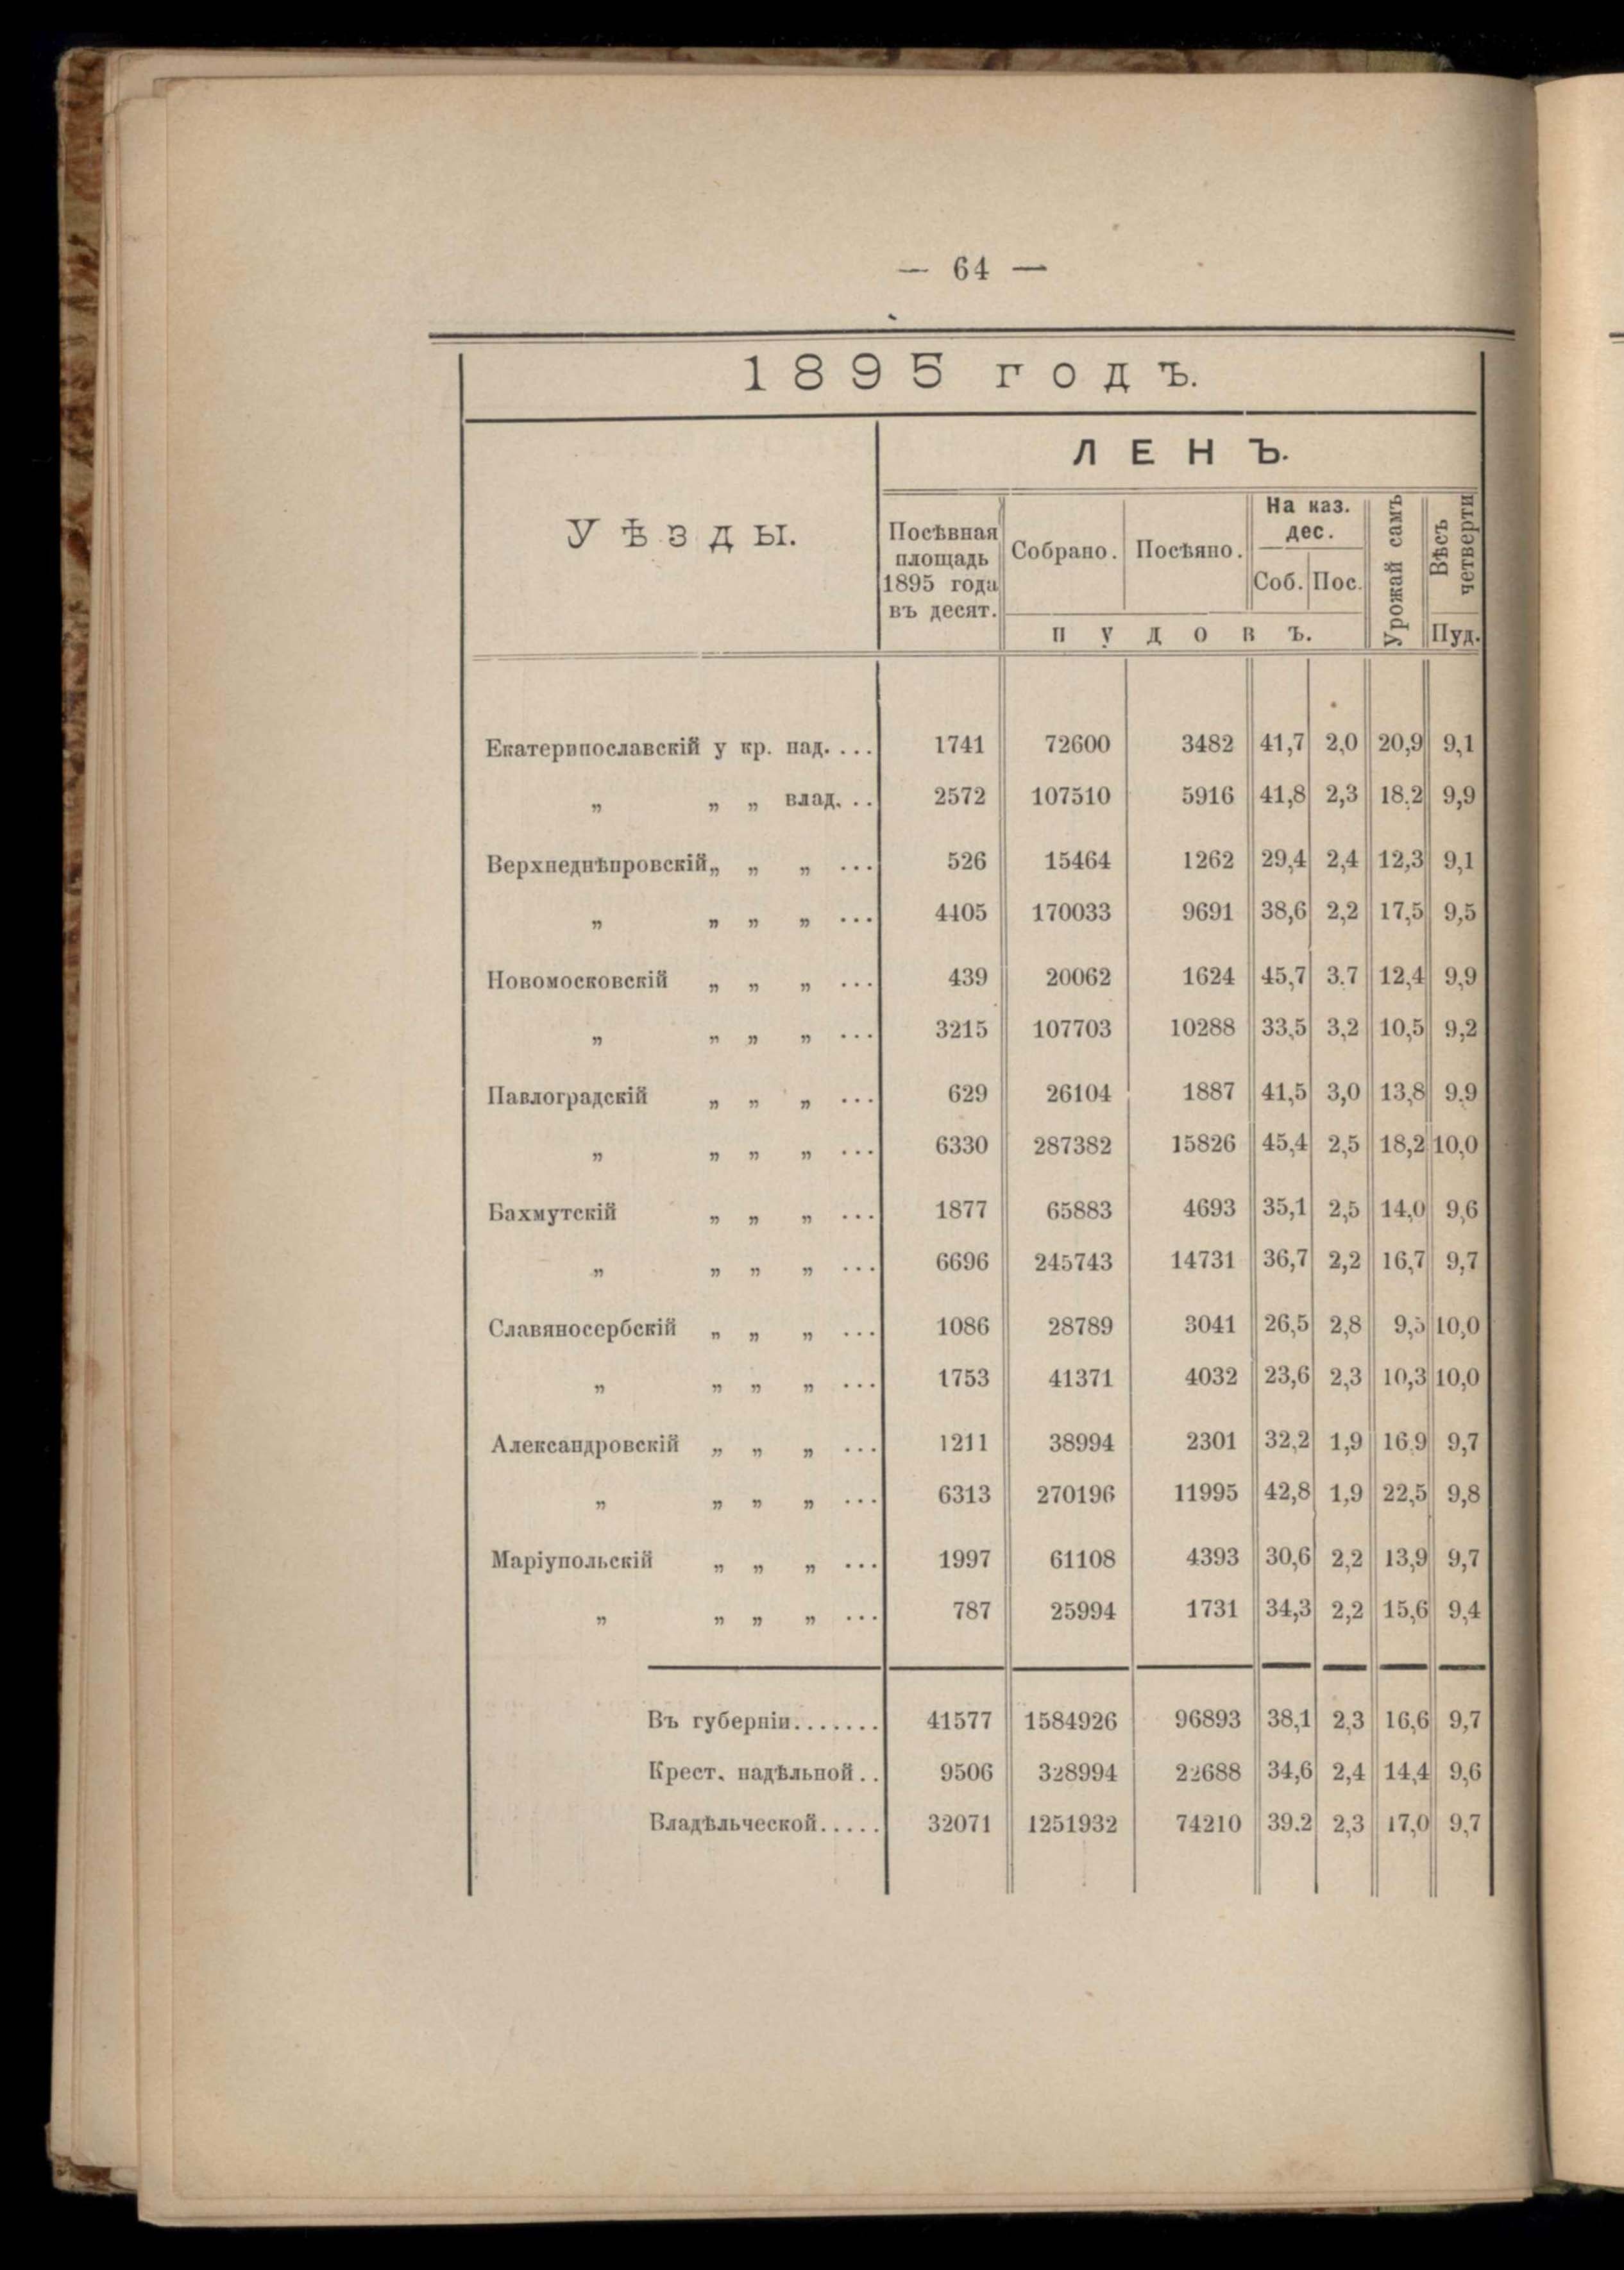 — 64 —
1895 годъ.
Уѣзды.
ЛЕНЪ.
Посѣвная площадь 1895 года въ десят.
Собрано.
Посѣяно.
На каз. дес.
Соб.
Пос.
Урожай самъ
Вѣсъ четверти
пудовъ.
Пуд.
Екатеринославскій у кр. над. ... 1741 72600 3482 41,7 2,0 20,9 9,1
„ „ „ влад. .. 2572 107510 5916 41,8 2,3 18,2 9,9
Верхнеднѣпровскій „ „ „ ... 526 15464 1262 29,4 2,4 12,3 9,1
„ „ „ „ ... 4405 170033 9691 38,6 2,2 17,5 9,5
Новомосковскій „ „ „ ... 439 20062 1624 45,7 3.7 12,4 9,9
„ „ „ „ ... 3215 107703 10288 33,5 3,2 10,5 9,2
Павлоградскій „ „ „ ... 629 26104 1887 41,5 3,0 13,8 9.9
„ „ „ „ ... 6330 287382 15826 45,4 2,5 18,2 10,0
Бахмутскій „ „ „ ... 1877 65883 4693 35,1 2,5 14,0 9,6
„ „ „ „ ... 6696 245743 14731 36,7 2,2 16,7 9,7
Славяносербскій „ „ „ ... 1086 28789 3041 26,5 2,8 9,5 10,0
„ „ „ „ ... 1753 41371 4032 23,6 2,3 10,3 10,0
Александровскій „ „ „ ... 1211 38994 2301 32,2 1,9 16,9 9,7
„ „ „ „ ... 6313 270196 11995 42,8 1,9 22,5 9,8
Маріупольскій „ „ „ ... 1997 61108 4393 30,6 2,2 13,9 9,7
„ „ „ „ ... 787 25994 1731 34,3 2,2 15,6 9,4
Въ губерніи....... 41577 1584926 96893 38,1 2,3 16,6 9,7
Крест. надѣльной.. 9506 328994 22688 34,6 2,4 14,4 9,6
Владѣльческой..... 32071 1251932 74210 39.2 2,3 17,0 9,7